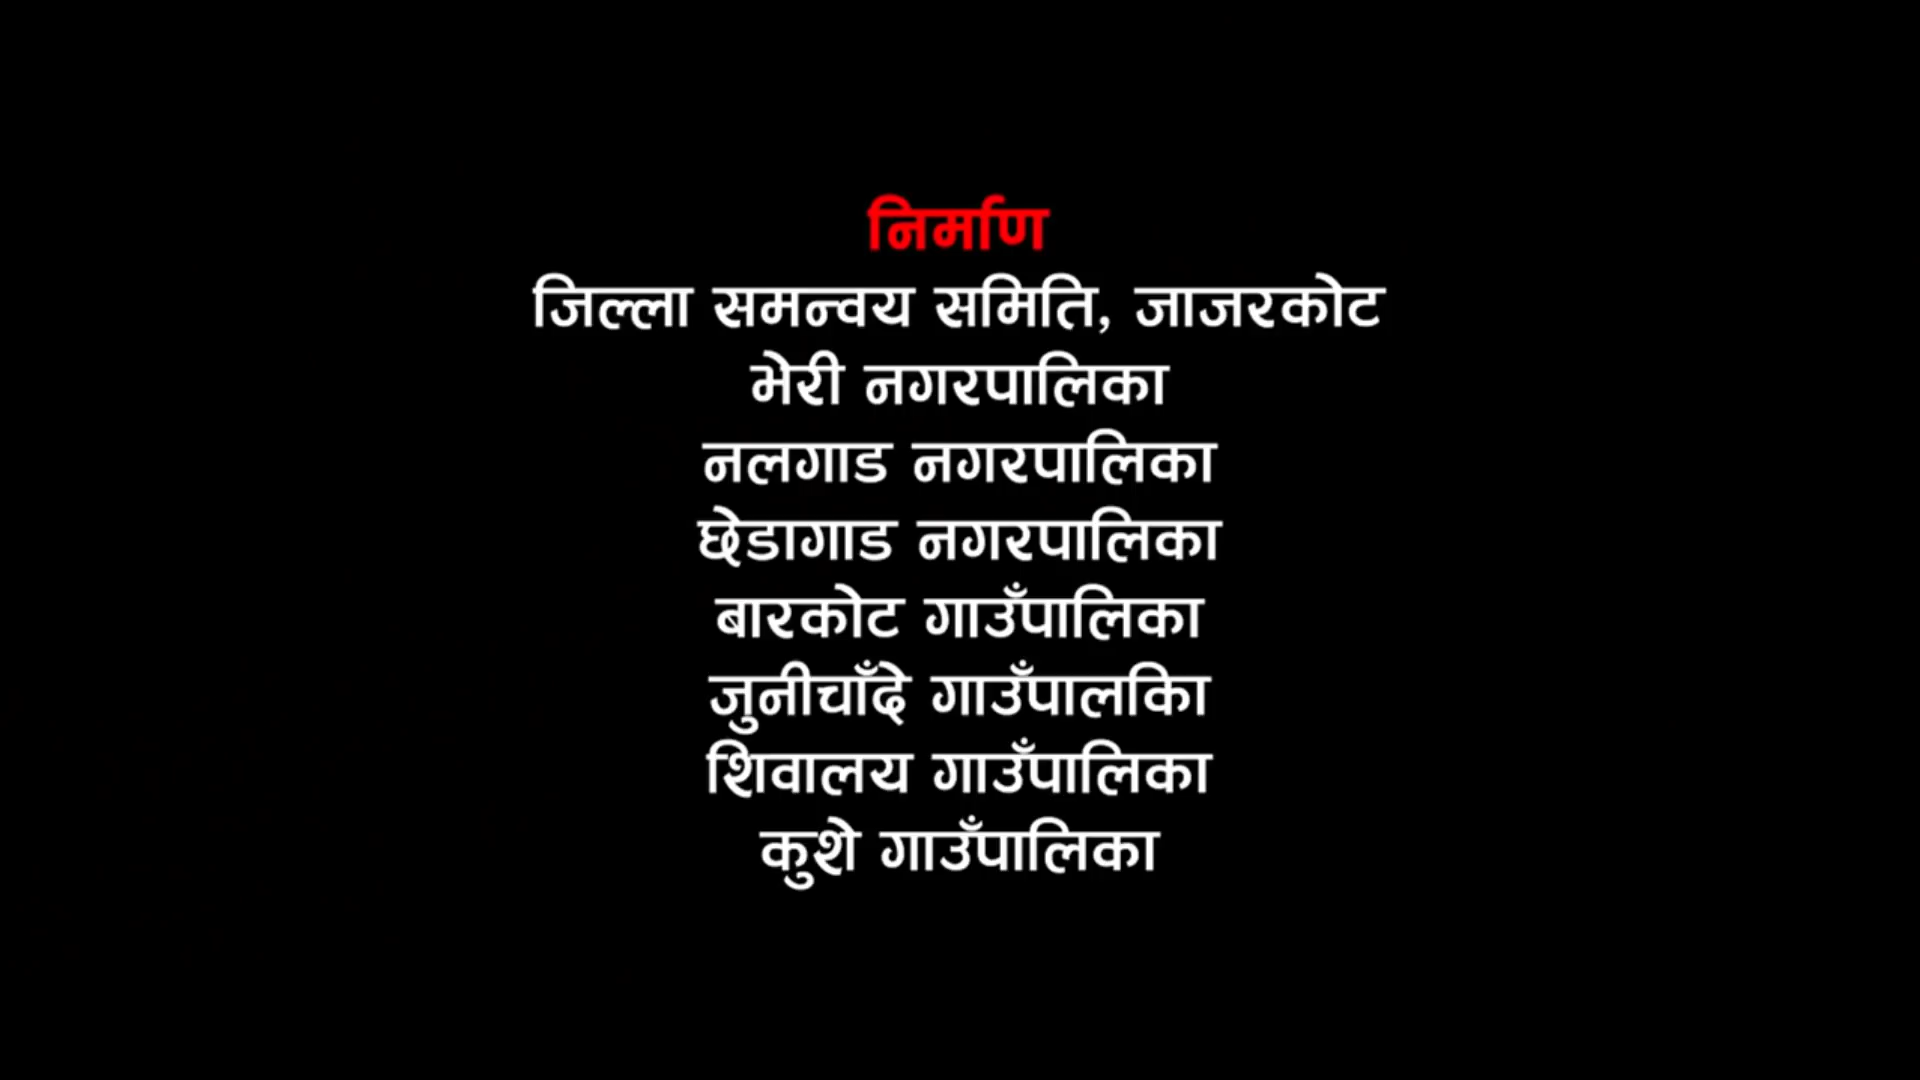 निर्माण
जिल्ला समन्वय समिति, जाजरकोट
भेरी नगरपालिका
नलगाड नगरपालिका
छेडागाड नगरपालिका
बारकोट गाउँपालिका
जुनीचाँदे गाउँपालकिा
शिवालय गाउँपालिका
कुशे गाउँपालिका